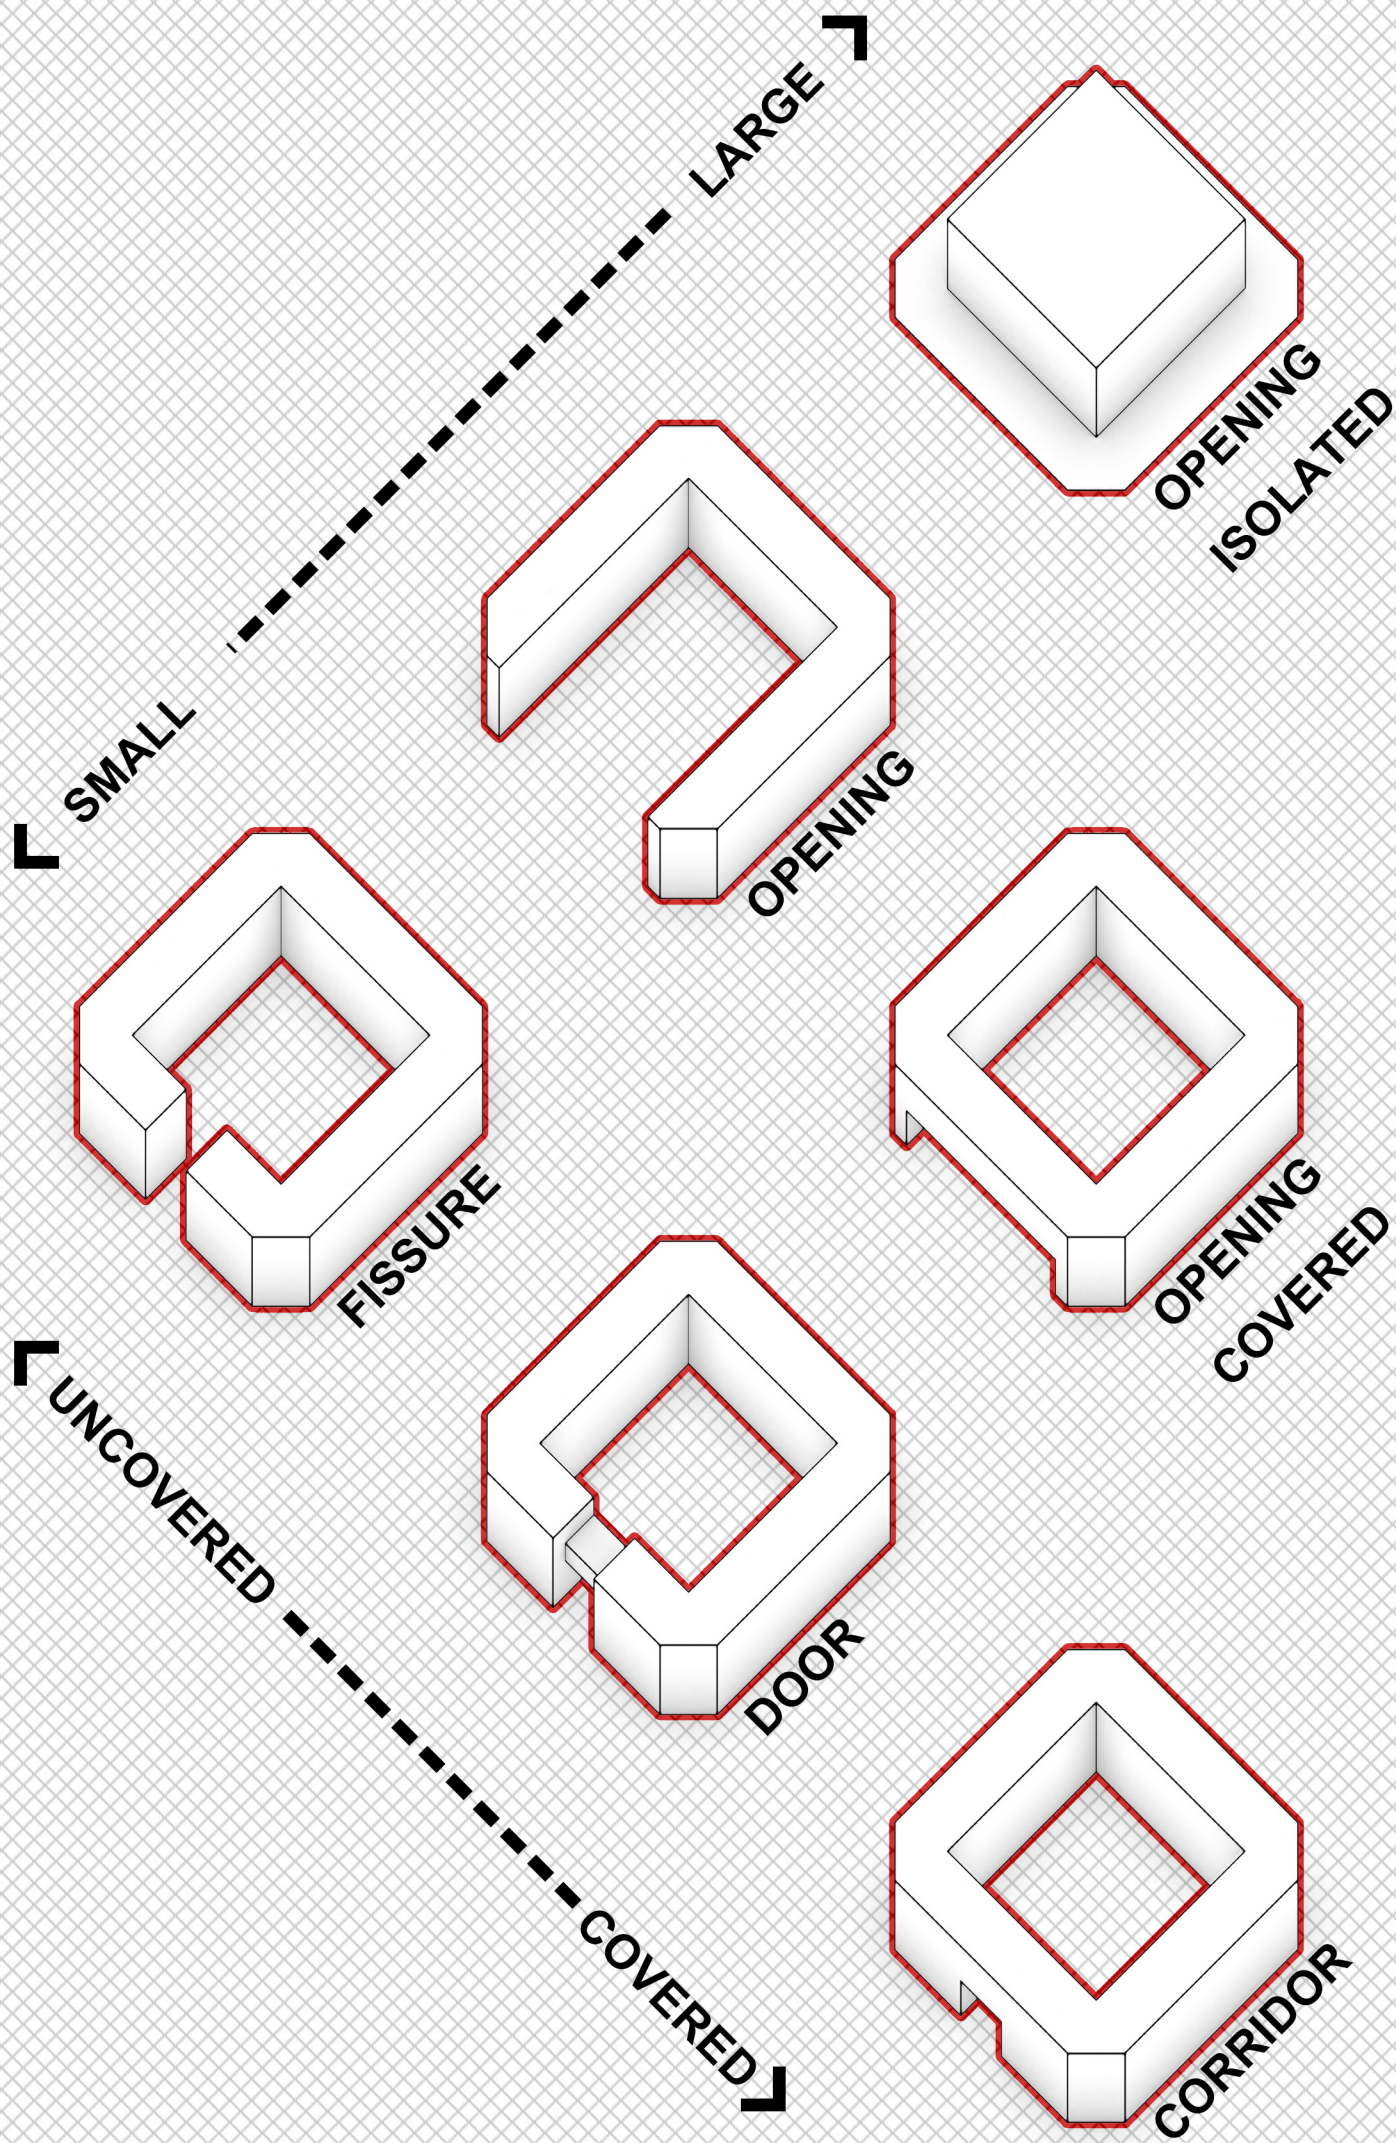 LARGE
SMALL
OPENING
ISOLATED
OPENING
FISSURE
OPENING
COVERED
UNCOVERED
COVERED
DOOR
CORRIDOR